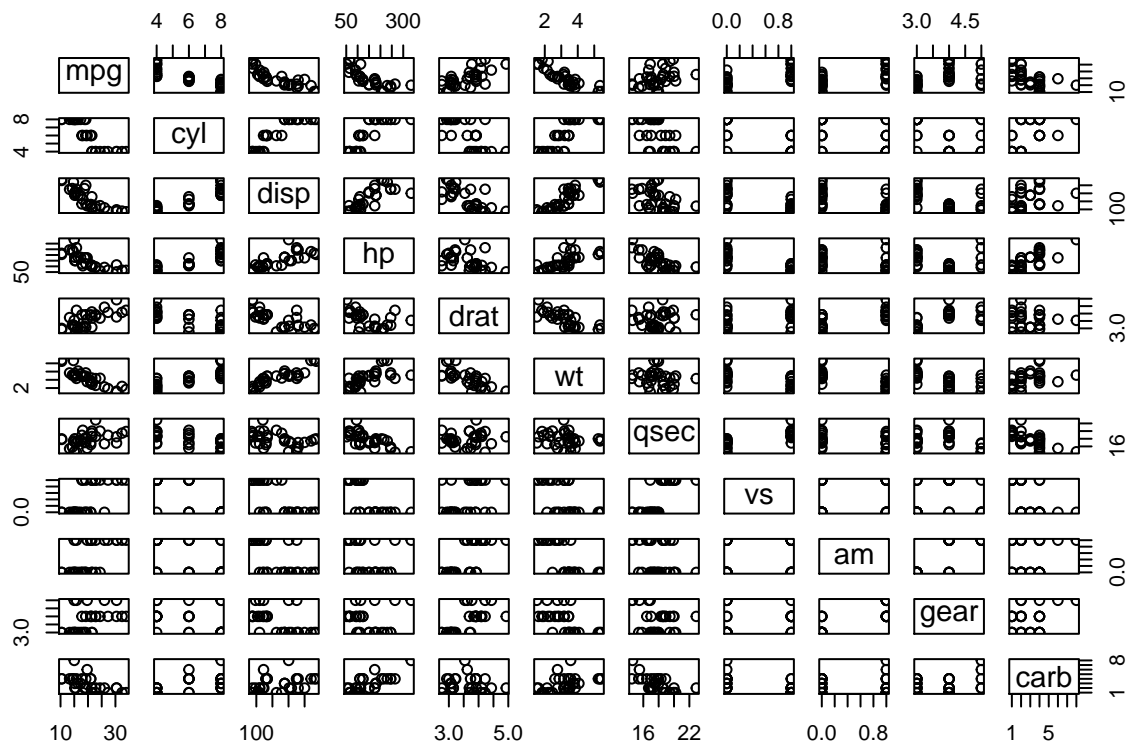 4 6 8 50 300 2 4 0.0 1.0 3.0 4.5
mpg 10
4 8 cyl
disp 100
50 hp
drat 3.0
2 wt
qsec 16
0.0 vs
am 0.0
3.0 gear
carb 1 8
10 30 100 3.0 5.0 16 22 0.0 0.8 1 5